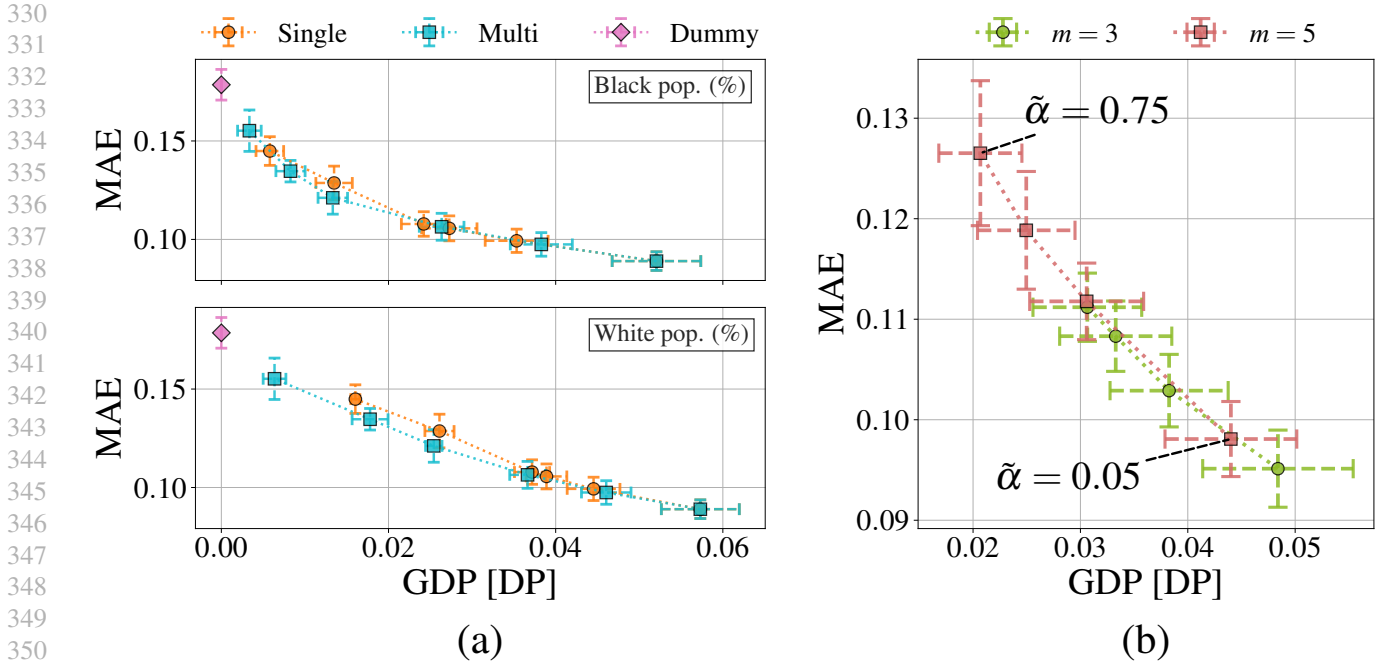 330
331
332
333
334
335
336
337
338
339
340
341
342
343
344
345
346
347
348
349
350
Single Multi Dummy
Black pop. (%)
MAE
0.15
0.10
White pop. (%)
MAE
0.15
0.10
0.00 0.02 0.04 0.06
GDP [DP]
(a)
m = 3 m = 5
α̃ = 0.75
α̃ = 0.05
MAE
0.13
0.12
0.11
0.10
0.09
0.02 0.03 0.04 0.05
GDP [DP]
(b)